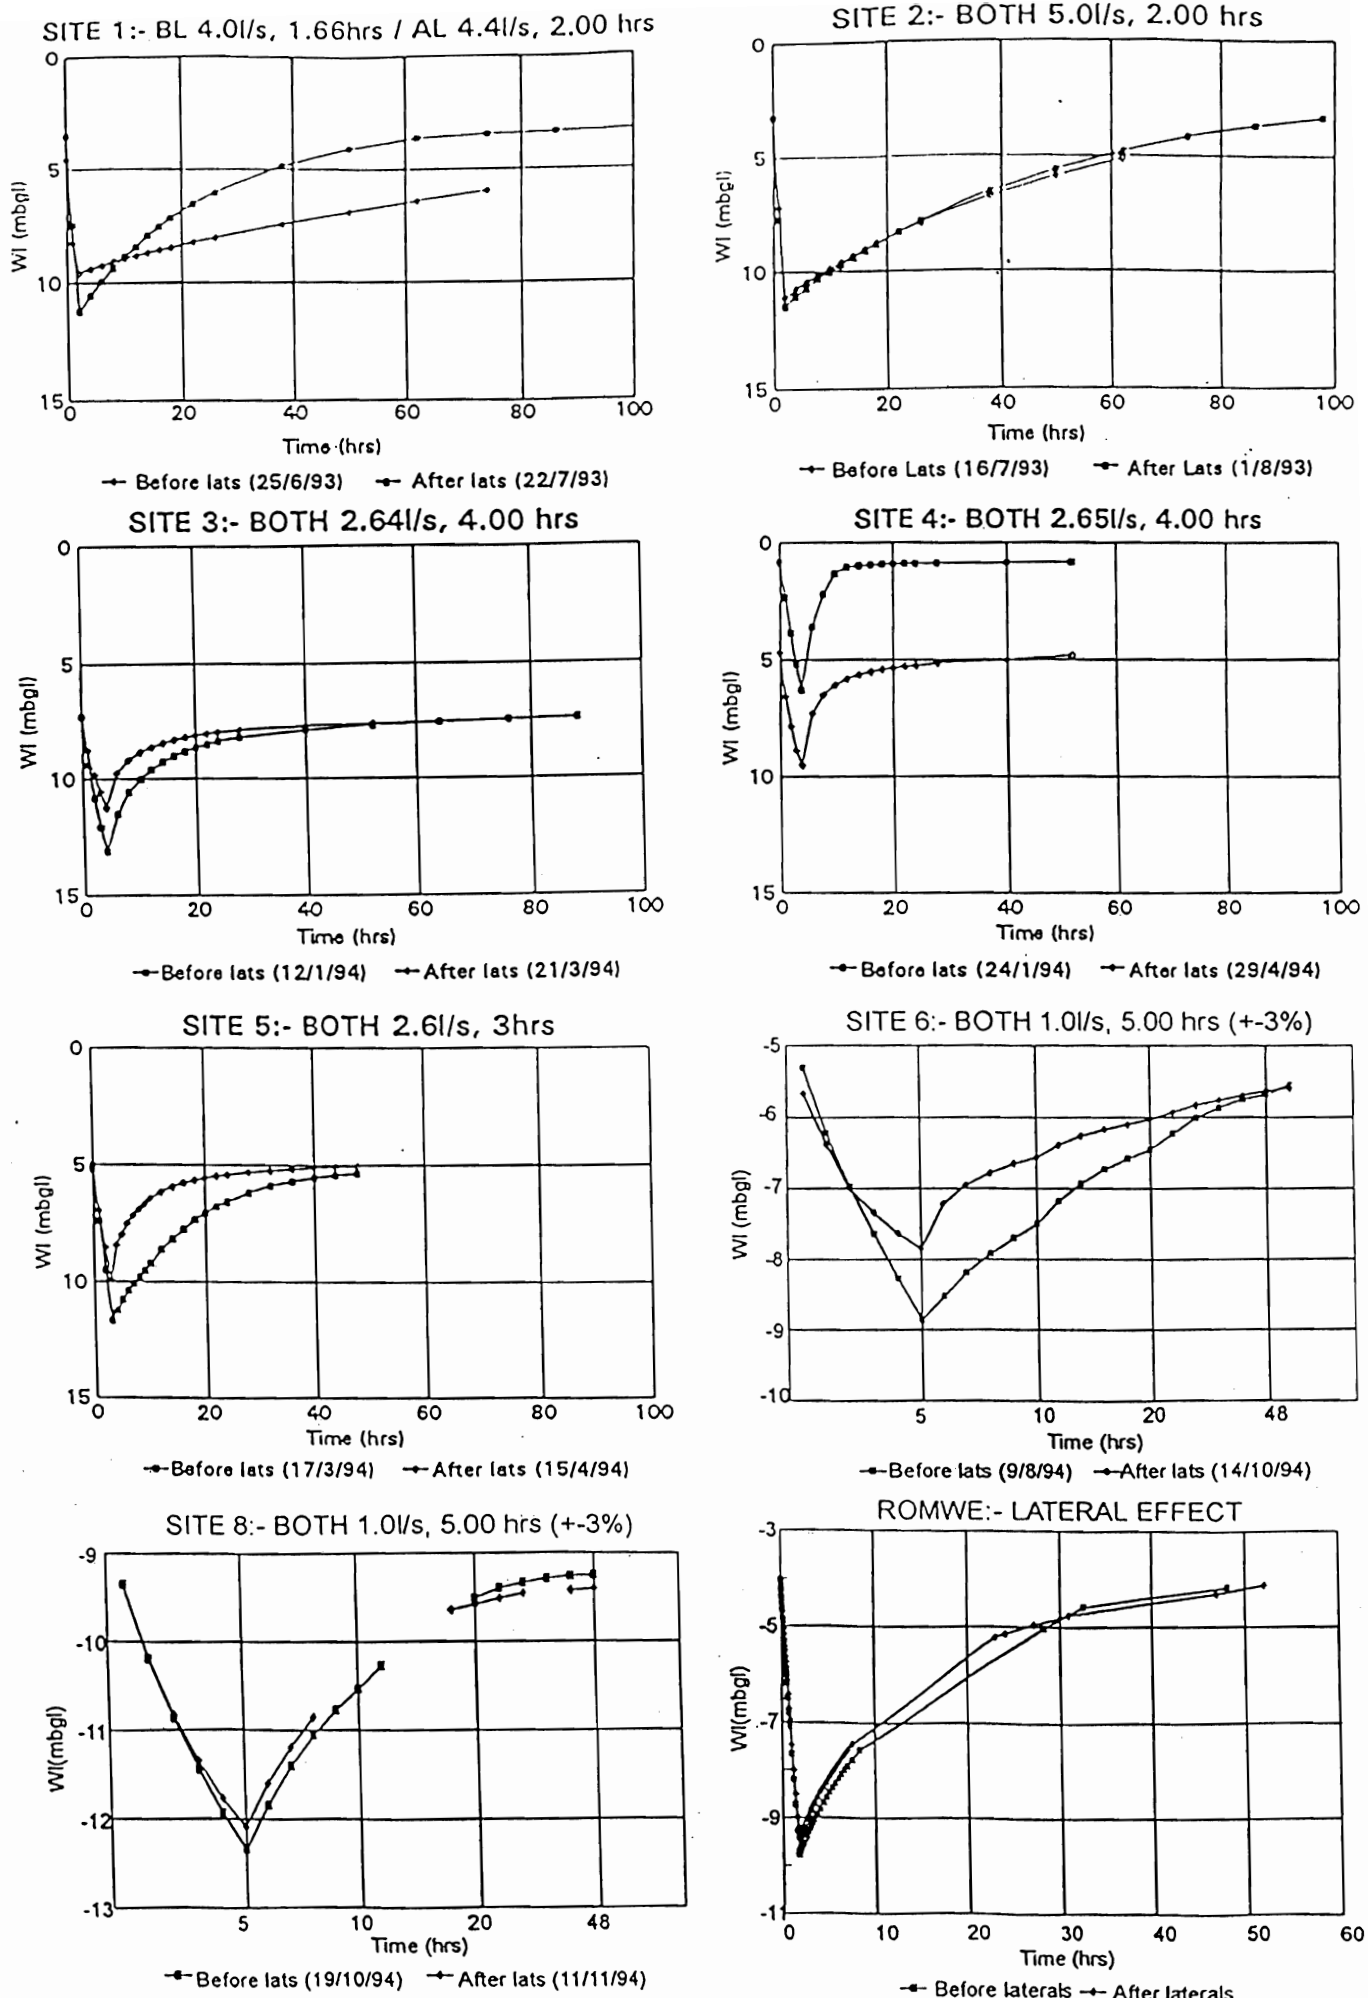 SITE 1:- BL 4.0l/s, 1.66hrs / AL 4.4l/s, 2.00 hrs
0
5
10
15
Wl (mbgl)
0 20 40 60 80 100
Time (hrs)
Before lats (25/6/93) After lats (22/7/93)
SITE 2:- BOTH 5.0l/s, 2.00 hrs
0
5
10
15
Wl (mbgl)
0 20 40 60 80 100
Time (hrs)
Before Lats (16/7/93) After Lats (1/8/93)
SITE 3:- BOTH 2.64l/s, 4.00 hrs
0
5
10
15
Wl (mbgl)
0 20 40 60 80 100
Time (hrs)
Before lats (12/1/94) After lats (21/3/94)
SITE 4:- BOTH 2.65l/s, 4.00 hrs
0
5
10
15
Wl (mbgl)
0 20 40 60 80 100
Time (hrs)
Before lats (24/1/94) After lats (29/4/94)
SITE 5:- BOTH 2.6l/s, 3hrs
0
5
10
15
Wl (mbgl)
0 20 40 60 80 100
Time (hrs)
Before lats (17/3/94) After lats (15/4/94)
SITE 6:- BOTH 1.0l/s, 5.00 hrs (+-3%)
-5
-6
-7
-8
-9
-10
Wl (mbgl)
5 10 20 48
Time (hrs)
Before lats (9/8/94) After lats (14/10/94)
SITE 8:- BOTH 1.0l/s, 5.00 hrs (+-3%)
-9
-10
-11
-12
-13
Wl(mbgl)
5 10 20 48
Time (hrs)
Before lats (19/10/94) After lats (11/11/94)
ROMWE:- LATERAL EFFECT
-3
-5
-7
-9
-11
Wl(mbgl)
0 10 20 30 40 50 60
Time (hrs)
Before laterals After laterals